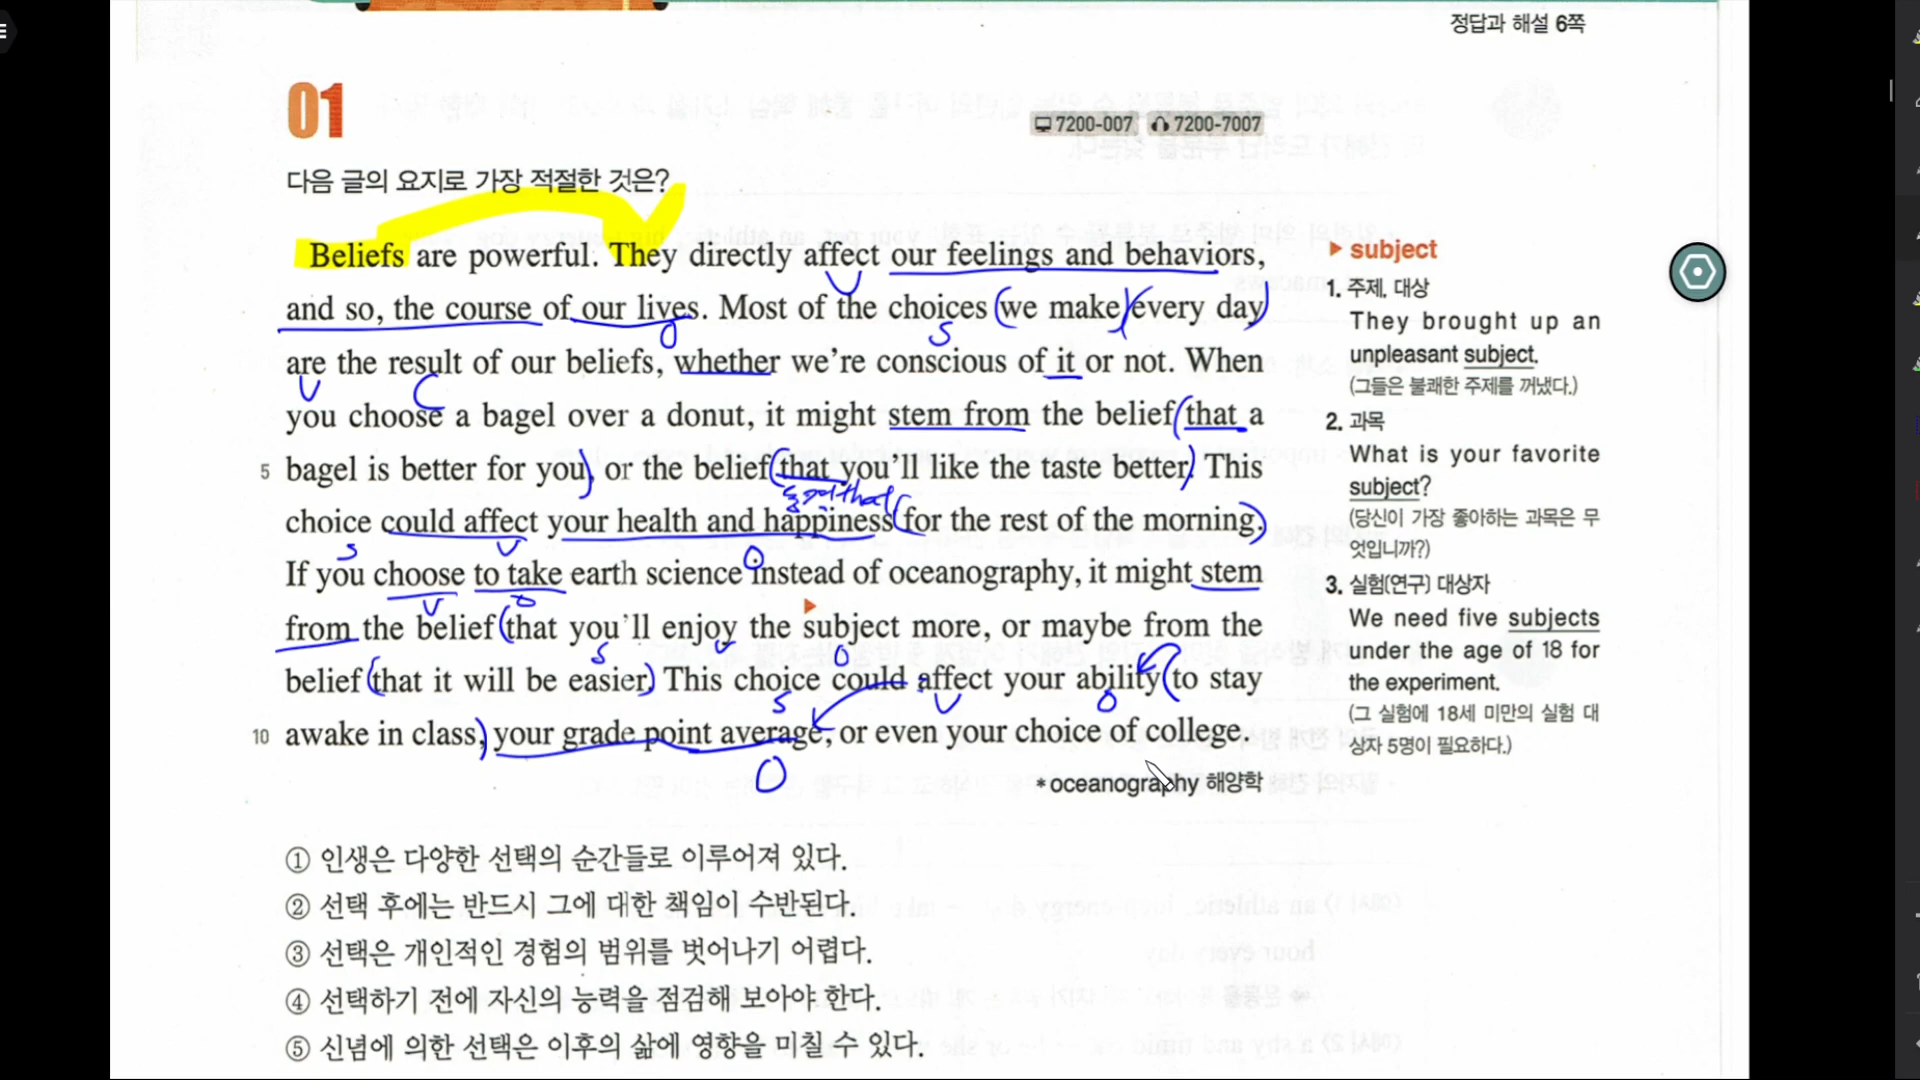 정답과 해설 6쪽
01
7200-007 7200-7007
다음 글의 요지로 가장 적절한 것은?
Beliefs are powerful. They directly affect our feelings and behaviors,
and so, the course of our lives. Most of the choices (we make)(every day)
are the result of our beliefs, whether we're conscious of it or not. When
you choose a bagel over a donut, it might stem from the belief (that a
5 bagel is better for you), or the belief (that you'll like the taste better). This
choice could affect your health and happiness (for the rest of the morning.)
If you choose to take earth science instead of oceanography, it might stem
from the belief (that you'll enjoy the subject more, or maybe from the
belief (that it will be easier). This choice could affect your ability (to stay
10 awake in class,) your grade point average, or even your choice of college.
* oceanography 해양학
① 인생은 다양한 선택의 순간들로 이루어져 있다.
② 선택 후에는 반드시 그에 대한 책임이 수반된다.
③ 선택은 개인적인 경험의 범위를 벗어나기 어렵다.
④ 선택하기 전에 자신의 능력을 점검해 보아야 한다.
⑤ 신념에 의한 선택은 이후의 삶에 영향을 미칠 수 있다.
▶ subject
1. 주제, 대상
They brought up an
unpleasant subject.
(그들은 불쾌한 주제를 꺼냈다.)
2. 과목
What is your favorite
subject?
(당신이 가장 좋아하는 과목은 무
엇입니까?)
3. 실험(연구) 대상자
We need five subjects
under the age of 18 for
the experiment.
(그 실험에 18세 미만의 실험 대
상자 5명이 필요하다.)